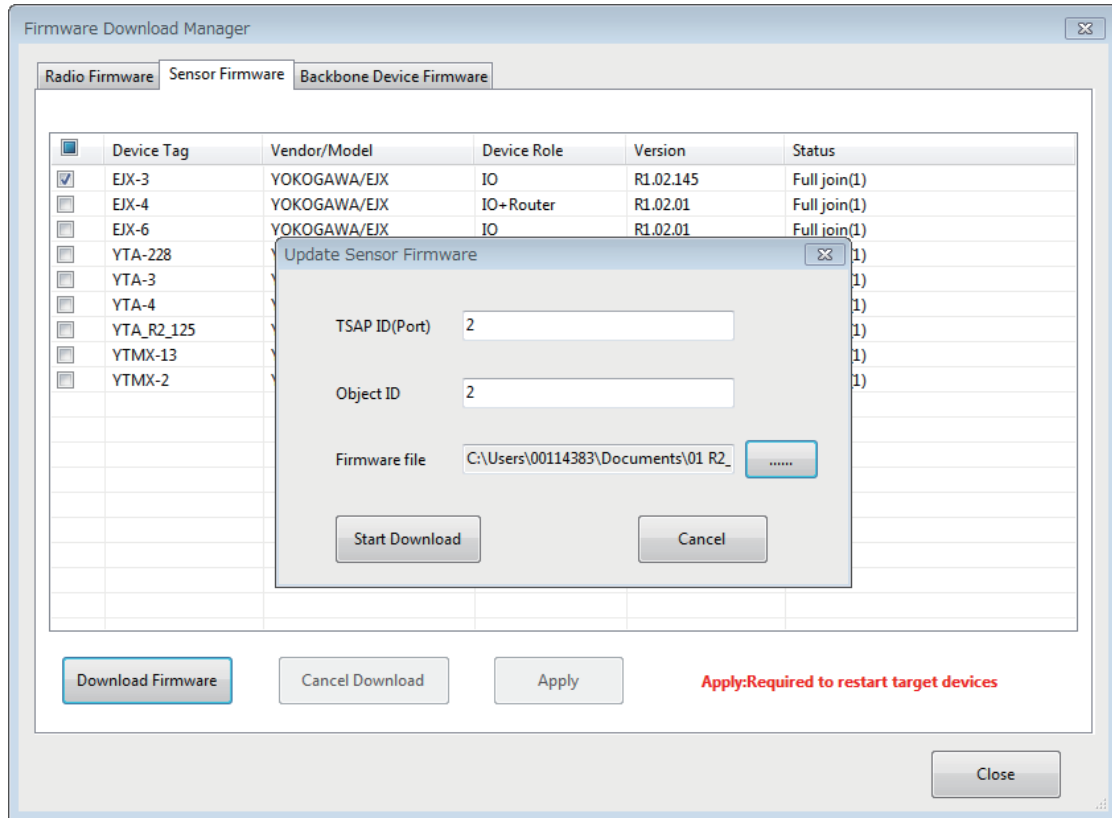 Firmware Download Manager
Radio Firmware Sensor Firmware Backbone Device Firmware
Device Tag Vendor/Model Device Role Version Status
EJX-3 YOKOGAWA/EJX IO R1.02.145 Full join(1)
EJX-4 YOKOGAWA/EJX IO+Router R1.02.01 Full join(1)
EJX-6 YOKOGAWA/EJX IO R1.02.01 Full join(1)
YTA-228 1)
YTA-3 1)
YTA-4 1)
YTA_R2_125 1)
YTMX-13 1)
YTMX-2 1)
Update Sensor Firmware
TSAP ID(Port) 2
Object ID 2
Firmware file C:\Users\00114383\Documents\01 R2_ ......
Start Download Cancel
Download Firmware Cancel Download Apply Apply:Required to restart target devices
Close